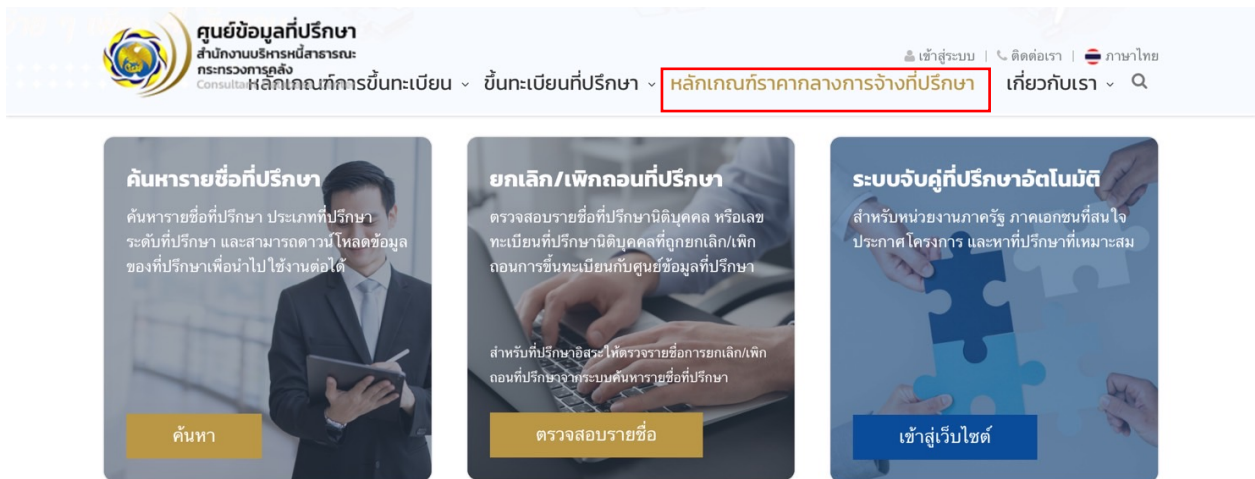 ศูนย์ข้อมูลที่ปรึกษา
สำนักงานบริหารหนี้สาธารณะ
กระทรวงการคลัง
เข้าสู่ระบบ | ติดต่อเรา | ภาษาไทย
หลักเกณฑ์การขึ้นทะเบียน ขึ้นทะเบียนที่ปรึกษา หลักเกณฑ์ราคากลางการจ้างที่ปรึกษา เกี่ยวกับเรา
ค้นหารายชื่อที่ปรึกษา
ค้นหารายชื่อที่ปรึกษา ประเภทที่ปรึกษา
ระดับที่ปรึกษา และสามารถดาวน์โหลดข้อมูล
ของที่ปรึกษาเพื่อนำไปใช้งานต่อได้
ค้นหา
ยกเลิก/เพิกถอนที่ปรึกษา
ตรวจสอบรายชื่อที่ปรึกษานิติบุคคล หรือเลข
ทะเบียนที่ปรึกษานิติบุคคลที่ถูกยกเลิก/เพิก
ถอนการขึ้นทะเบียนกับศูนย์ข้อมูลที่ปรึกษา
สำหรับที่ปรึกษาอิสระให้ตรวจรายชื่อการยกเลิก/เพิก
ถอนที่ปรึกษาจากระบบค้นหารายชื่อที่ปรึกษา
ตรวจสอบรายชื่อ
ระบบจับคู่ที่ปรึกษาอัตโนมัติ
สำหรับหน่วยงานภาครัฐ ภาคเอกชนที่สนใจ
ประกาศโครงการ และหาที่ปรึกษาที่เหมาะสม
เข้าสู่เว็บไซต์